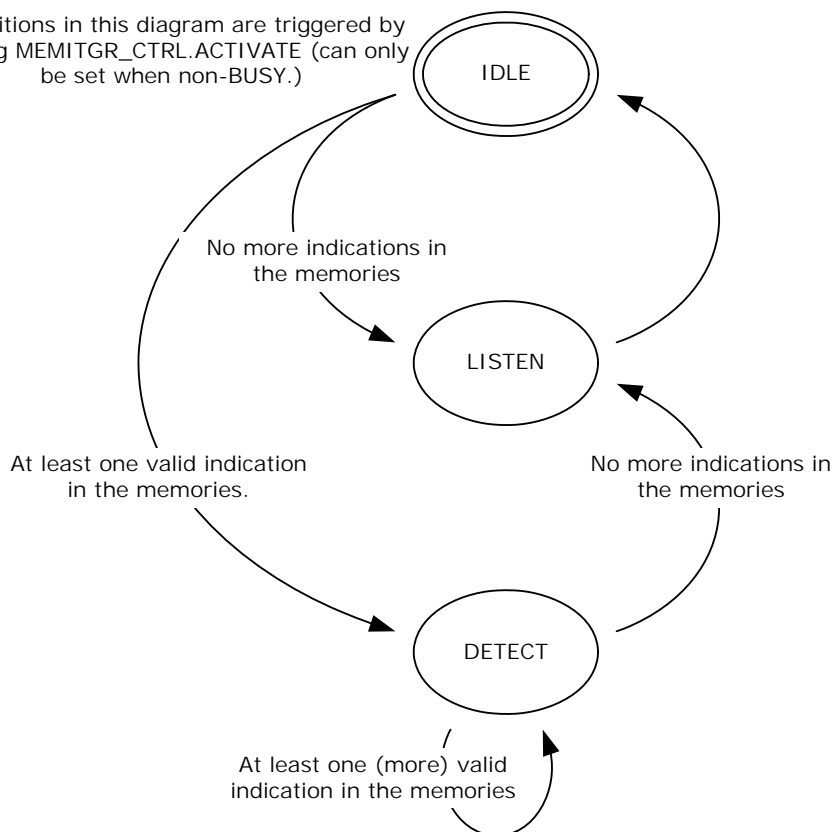 itions in this diagram are triggered by
g MEMITGR_CTRL.ACTIVATE (can only
be set when non-BUSY.)
IDLE
No more indications in
the memories
LISTEN
At least one valid indication
in the memories.
No more indications in
the memories
DETECT
At least one (more) valid
indication in the memories